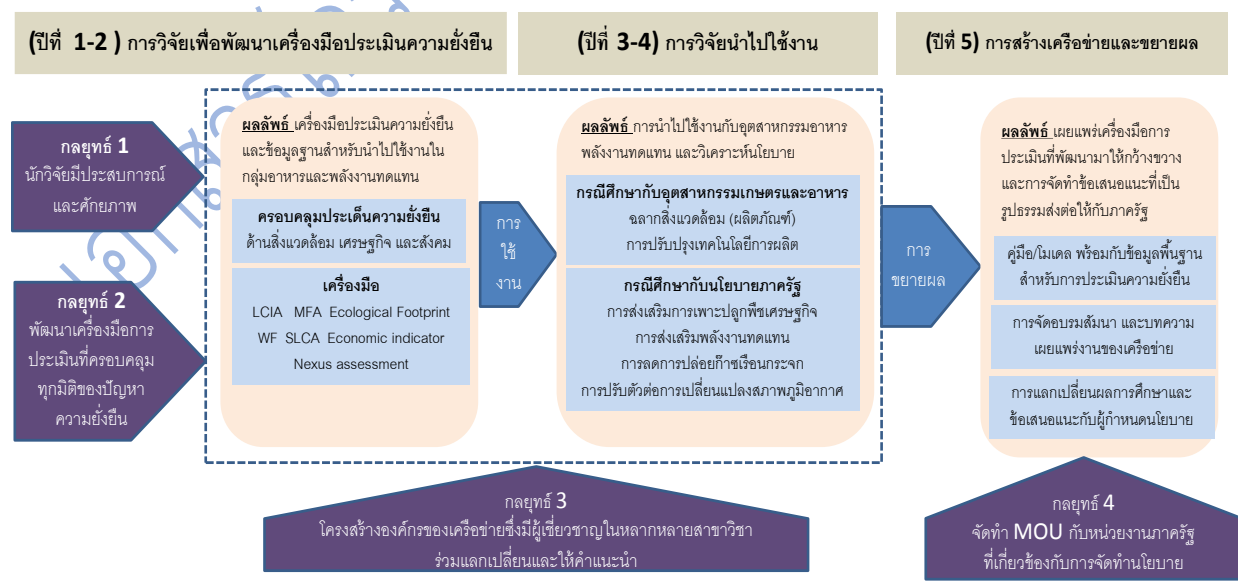 (ปีที่ 1-2 ) การวิจัยเพื่อพัฒนาเครื่องมือประเมินความยั่งยืน
(ปีที่ 3-4) การวิจัยนำไปใช้งาน
(ปีที่ 5) การสร้างเครือข่ายและขยายผล
กลยุทธ์ 1
นักวิจัยมีประสบการณ์
และศักยภาพ
กลยุทธ์ 2
พัฒนาเครื่องมือการ
ประเมินที่ครอบคลุม
ทุกมิติของปัญหา
ความยั่งยืน
ผลลัพธ์ เครื่องมือประเมินความยั่งยืน
และข้อมูลฐานสำหรับนำไปใช้งานใน
กลุ่มอาหารและพลังงานทดแทน
ครอบคลุมประเด็นความยั่งยืน
ด้านสิ่งแวดล้อม เศรษฐกิจ และสังคม
เครื่องมือ
LCIA MFA Ecological Footprint
WF SLCA Economic indicator
Nexus assessment
การ
ใช้
งาน
ผลลัพธ์ การนำไปใช้งานกับอุตสาหกรรมอาหาร
พลังงานทดแทน และวิเคราะห์นโยบาย
กรณีศึกษากับอุตสาหกรรมเกษตรและอาหาร
ฉลากสิ่งแวดล้อม (ผลิตภัณฑ์)
การปรับปรุงเทคโนโลยีการผลิต
กรณีศึกษากับนโยบายภาครัฐ
การส่งเสริมการเพาะปลูกพืชเศรษฐกิจ
การส่งเสริมพลังงานทดแทน
การลดการปล่อยก๊าซเรือนกระจก
การปรับตัวต่อการเปลี่ยนแปลงสภาพภูมิอากาศ
การ
ขยายผล
ผลลัพธ์ เผยแพร่เครื่องมือการ
ประเมินที่พัฒนามาให้กว้างขวาง
และการจัดทำข้อเสนอแนะที่เป็น
รูปธรรมส่งต่อให้กับภาครัฐ
คู่มือ/โมเดล พร้อมกับข้อมูลพื้นฐาน
สำหรับการประเมินความยั่งยืน
การจัดอบรมสัมนา และบทความ
เผยแพร่งานของเครือข่าย
การแลกเปลี่ยนผลการศึกษาและ
ข้อเสนอแนะกับผู้กำหนดนโยบาย
กลยุทธ์ 3
โครงสร้างองค์กรของเครือข่ายซึ่งมีผู้เชี่ยวชาญในหลากหลายสาขาวิชา
ร่วมแลกเปลี่ยนและให้คำแนะนำ
กลยุทธ์ 4
จัดทำ MOU กับหน่วยงานภาครัฐ
ที่เกี่ยวข้องกับการจัดทำนโยบาย